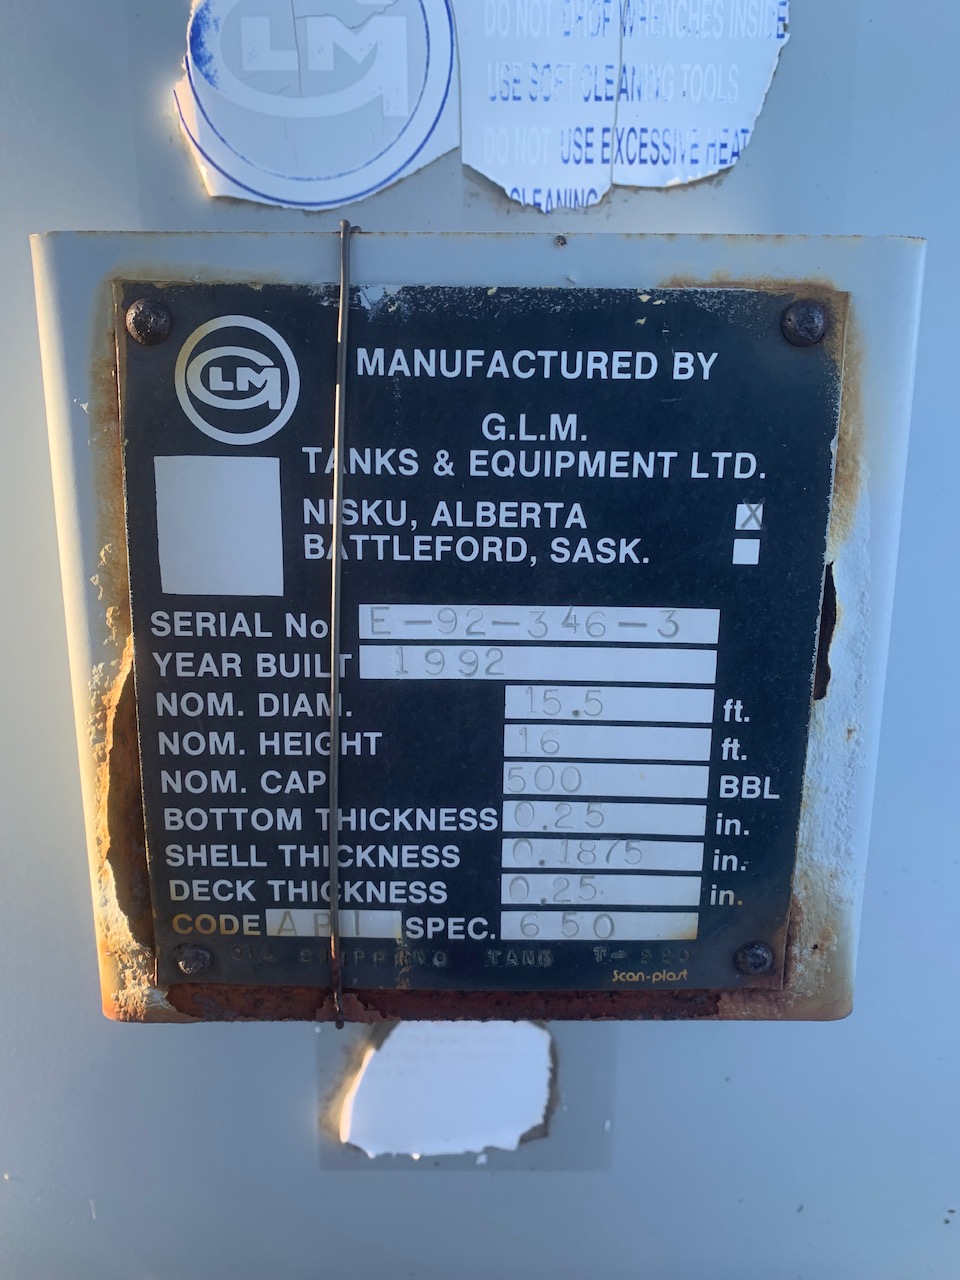 GLM
DO NOT DROP WRENCHES INSIDE
USE SOFT CLEANING TOOLS
DO NOT USE EXCESSIVE HEAT
CLEANING
GLM
MANUFACTURED BY
G.L.M.
TANKS & EQUIPMENT LTD.
NISKU, ALBERTA X
BATTLEFORD, SASK.
SERIAL No E-92-346-3
YEAR BUILT 1992
NOM. DIAM. 15.5 ft.
NOM. HEIGHT 16 ft.
NOM. CAP 500 BBL
BOTTOM THICKNESS 0.25 in.
SHELL THICKNESS 0.1875 in.
DECK THICKNESS 0.25 in.
CODE API SPEC. 650
OIL SHIPPING TANK
Scan-plast